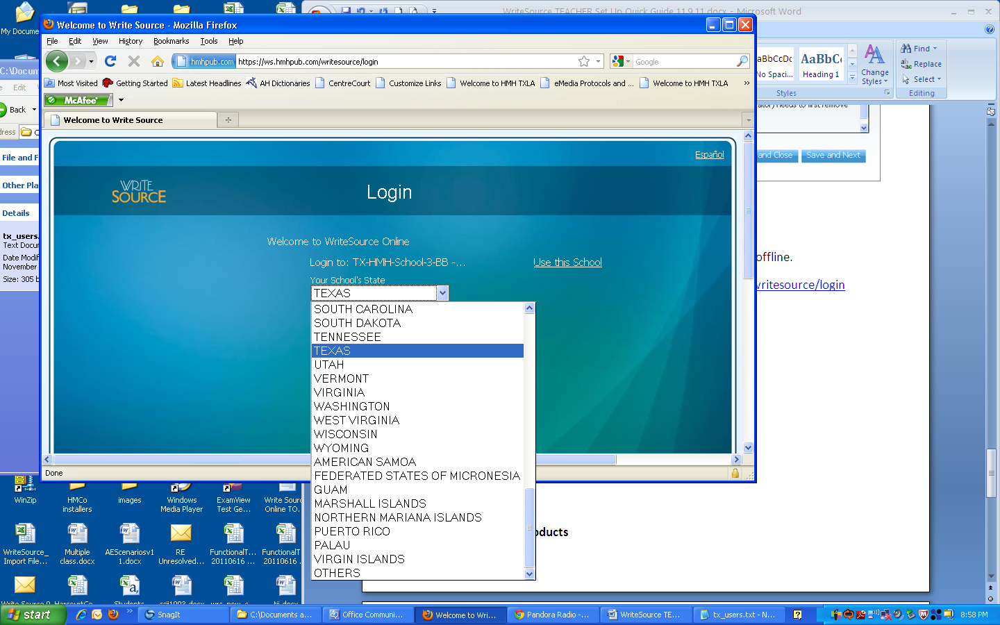 My Docume
WriteSource TEACHER Set Up Quick Guide 11.9.11.docx - Microsoft Word
Welcome to Write Source - Mozilla Firefox
File Edit View History Bookmarks Tools Help
hmhpub.com https://ws.hmhpub.com/writesource/login
Google
Most Visited Getting Started Latest Headlines AH Dictionaries CentreCourt Customize Links Welcome to HMH TXLA eMedia Protocols and ... Welcome to HMH TXLA »
McAfee
Welcome to Write Source
C:\Docum
Edit
Back
dress
File and F
Other Pla
Details
tx_users.
Text Docu
Date Modif
November
Size: 305 b
aBbCcDc AaBbC
No Spaci... Heading 1
Change
Styles
Styles
Find
Replace
Select
Editing
ator) needs to first remove
and Close Save and Next
offline.
writesource/login
oducts
Español
WRITE
SOURCE
Login
Welcome to WriteSource Online
Login to: TX-HMH-School-3-BB -... Use this School
Your School's State
TEXAS
SOUTH CAROLINA
SOUTH DAKOTA
TENNESSEE
TEXAS
UTAH
VERMONT
VIRGINIA
WASHINGTON
WEST VIRGINIA
WISCONSIN
WYOMING
AMERICAN SAMOA
FEDERATED STATES OF MICRONESIA
GUAM
MARSHALL ISLANDS
NORTHERN MARIANA ISLANDS
PUERTO RICO
PALAU
VIRGIN ISLANDS
OTHERS
Done
WinZip
HMCo
installers
images
Windows
Media Player
ExamView
Test Ge...
Write Sour
Online TO.
WriteSource_
Import File...
Multiple
class.docx
AEScenariosv1
1.docx
RE
Unresolved...
FunctionalT...
20110616 ...
FunctionalT
20110616 .
start
SnagIt
C:\Documents a...
Office Communi...
Welcome to Wri...
Pandora Radio -...
WriteSource TE...
tx_users.txt - N...
8:58 PM